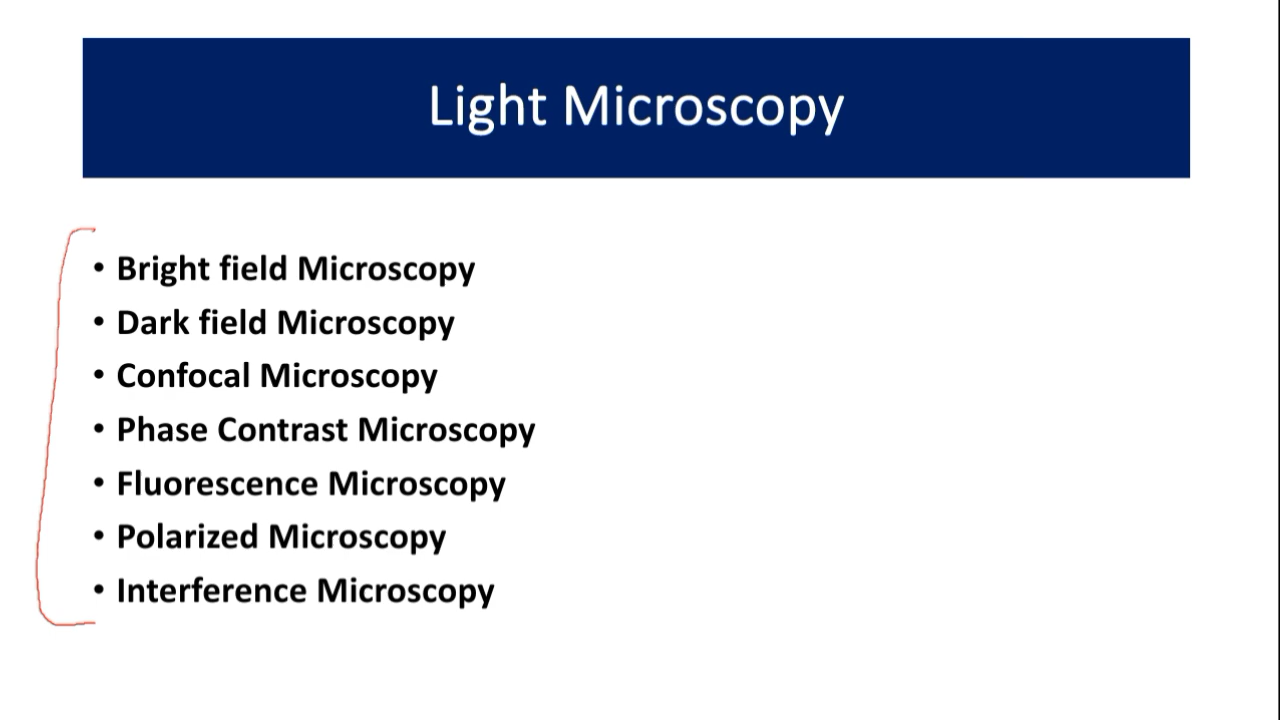 Light Microscopy
• Bright field Microscopy
• Dark field Microscopy
• Confocal Microscopy
• Phase Contrast Microscopy
• Fluorescence Microscopy
• Polarized Microscopy
• Interference Microscopy